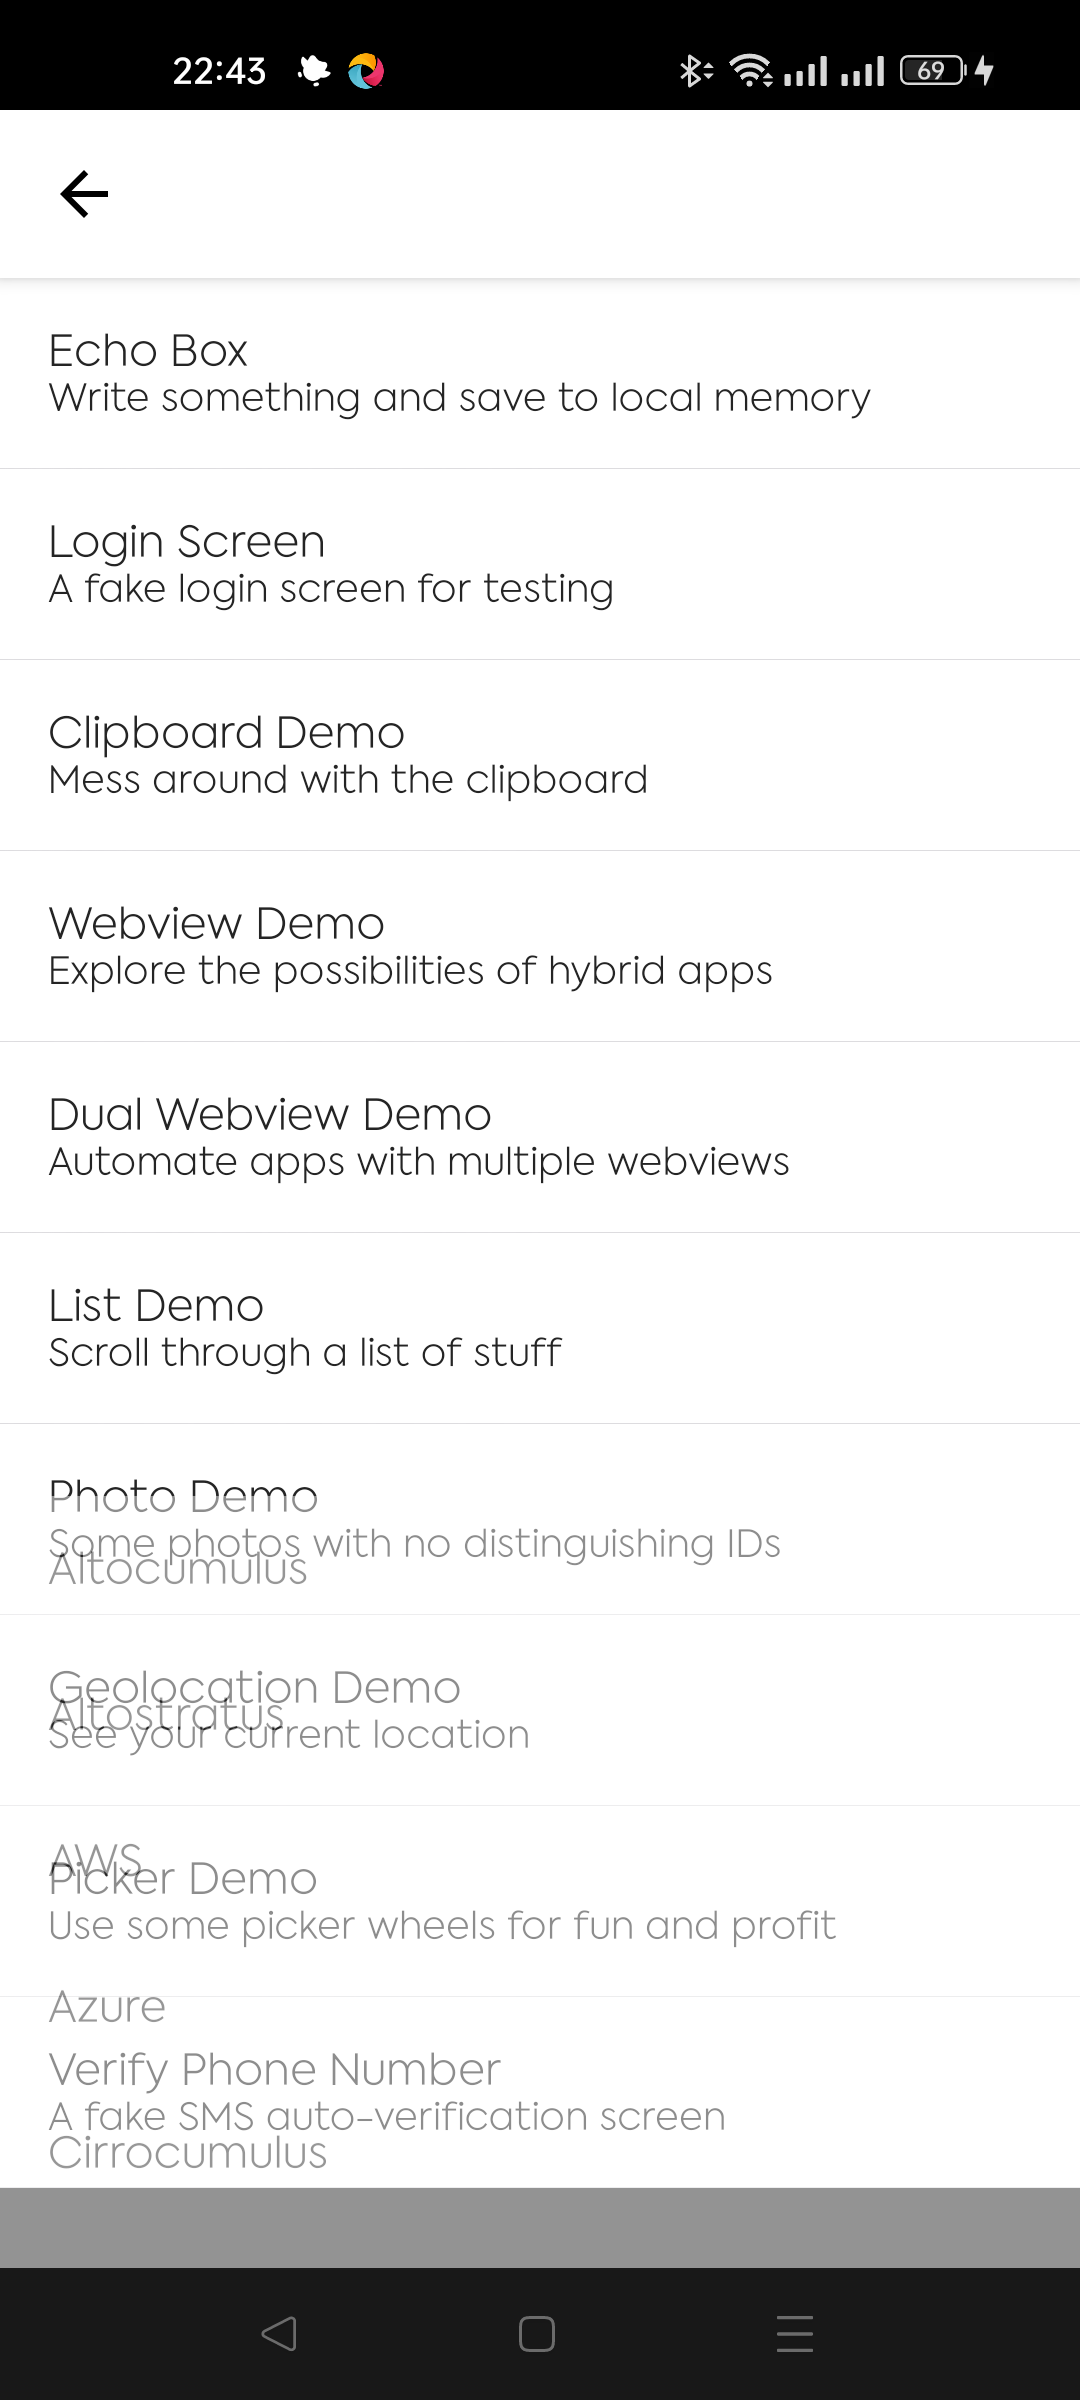 22:43
69
Echo Box
Write something and save to local memory
Login Screen
A fake login screen for testing
Clipboard Demo
Mess around with the clipboard
Webview Demo
Explore the possibilities of hybrid apps
Dual Webview Demo
Automate apps with multiple webviews
List Demo
Scroll through a list of stuff
Photo Demo
Some photos with no distinguishing IDs
Altocumulus
Geolocation Demo
Altostratus
See your current location
AWS
Picker Demo
Use some picker wheels for fun and profit
Azure
Verify Phone Number
A fake SMS auto-verification screen
Cirrocumulus